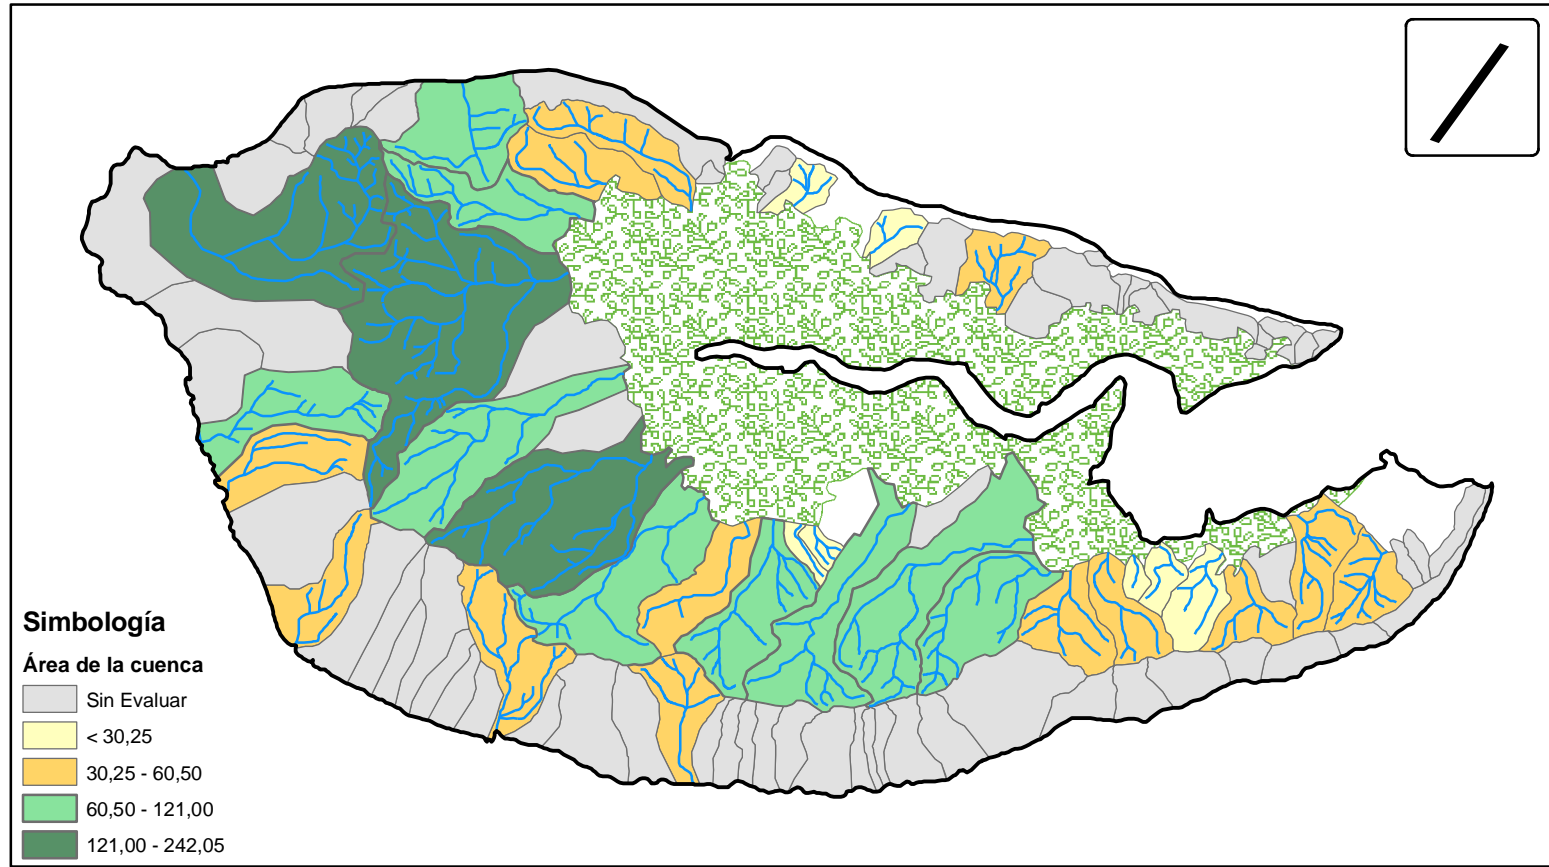 Simbología
Área de la cuenca
Sin Evaluar
< 30,25
30,25 - 60,50
60,50 - 121,00
121,00 - 242,05